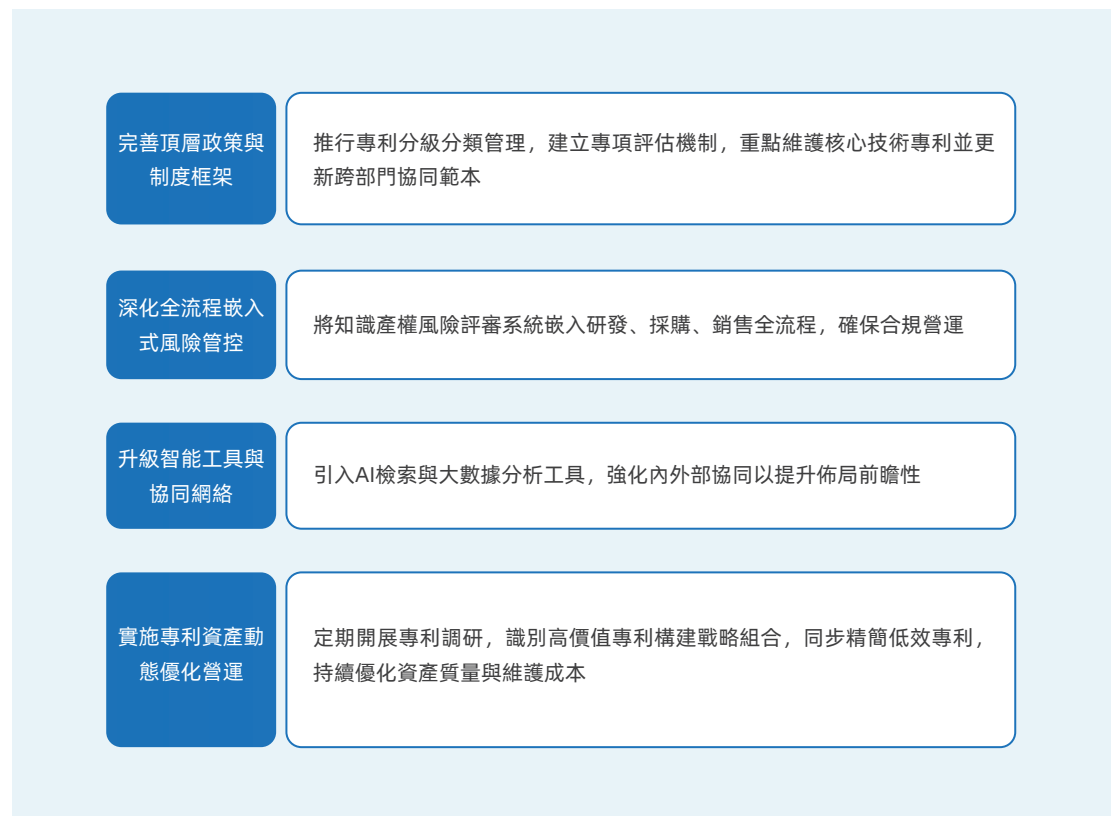 完善頂層政策與
制度框架
推行專利分級分類管理，建立專項評估機制，重點維護核心技術專利並更
新跨部門協同範本
深化全流程嵌入
式風險管控
將知識產權風險評審系統嵌入研發、採購、銷售全流程，確保合規營運
升級智能工具與
協同網絡
引入AI檢索與大數據分析工具，強化內外部協同以提升佈局前瞻性
實施專利資產動
態優化營運
定期開展專利調研，識別高價值專利構建戰略組合，同步精簡低效專利，
持續優化資產質量與維護成本